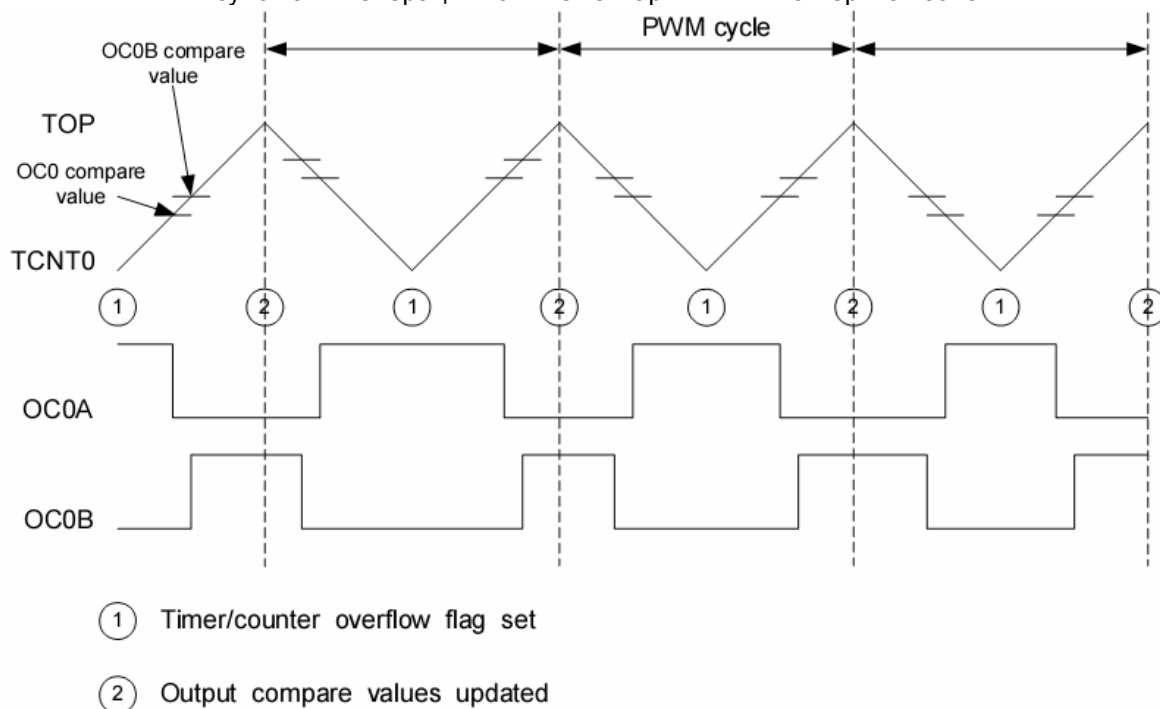 PWM cycle
OC0B compare
value
TOP
OC0 compare
value
TCNT0
1 2 1 2 1 2 1 2
OC0A
OC0B
1 Timer/counter overflow flag set
2 Output compare values updated